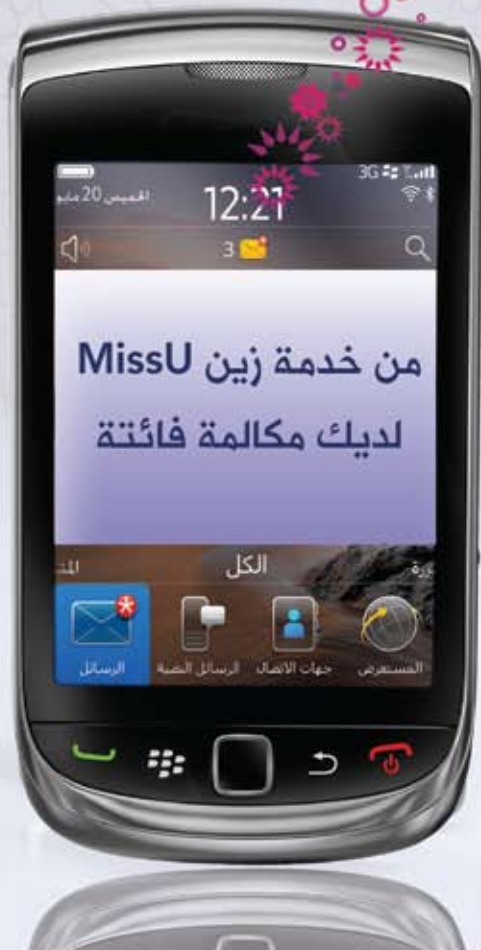 3G
الخميس 20 مايو
12:21
3
من خدمة زين MissU
لديك مكالمة فائتة
الكل
المستعرض
جهات الاتصال
الرسائل النصية
الرسائل